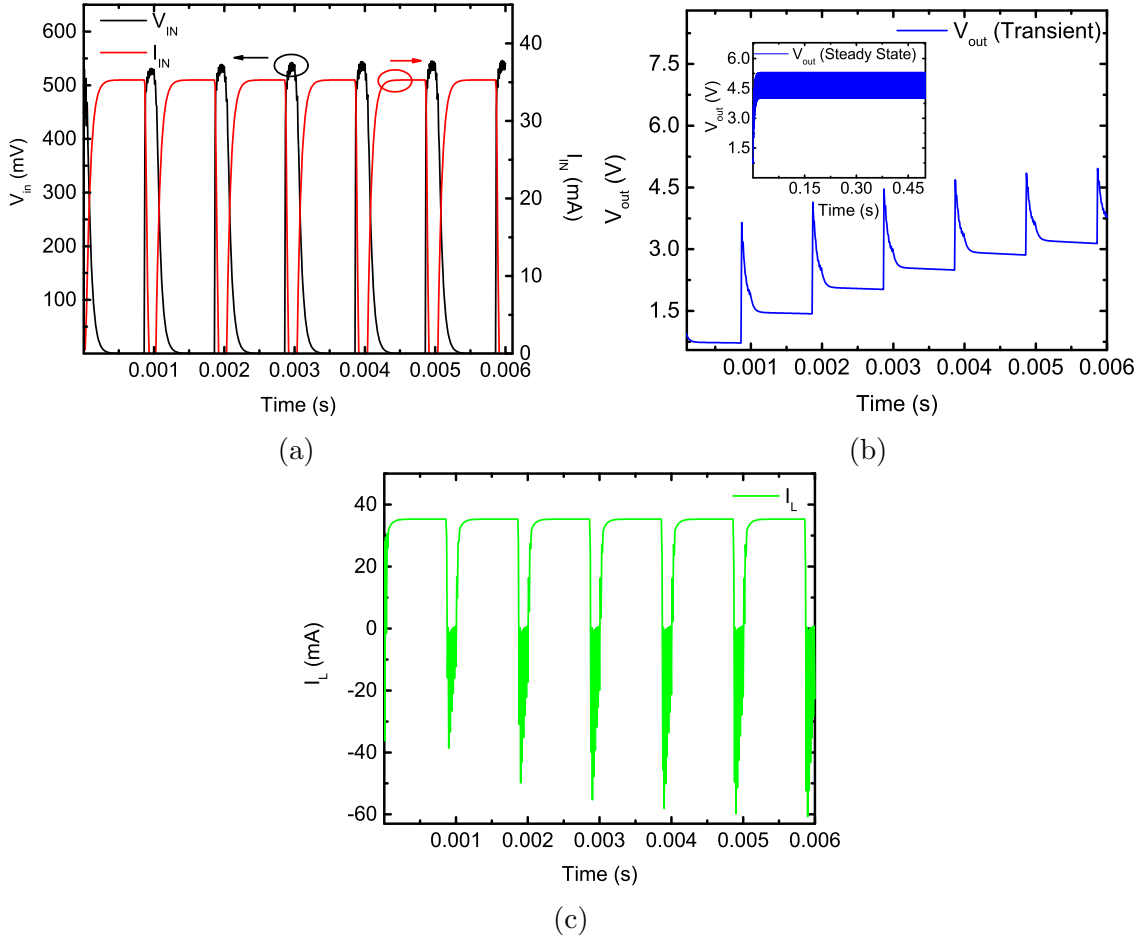 V_IN
I_IN
600
500
400
300
200
100
V_in (mV)
40
30
20
10
0
I_IN (mA)
0.001 0.002 0.003 0.004 0.005 0.006
Time (s)
(a)
V_out (Transient)
7.5
6.0
4.5
3.0
1.5
V_out (V)
V_out (Steady State)
6.0
4.5
3.0
1.5
V_out (V)
0.15 0.30 0.45
Time (s)
0.001 0.002 0.003 0.004 0.005 0.006
Time (s)
(b)
I_L
40
20
0
-20
-40
-60
I_L (mA)
0.001 0.002 0.003 0.004 0.005 0.006
Time (s)
(c)